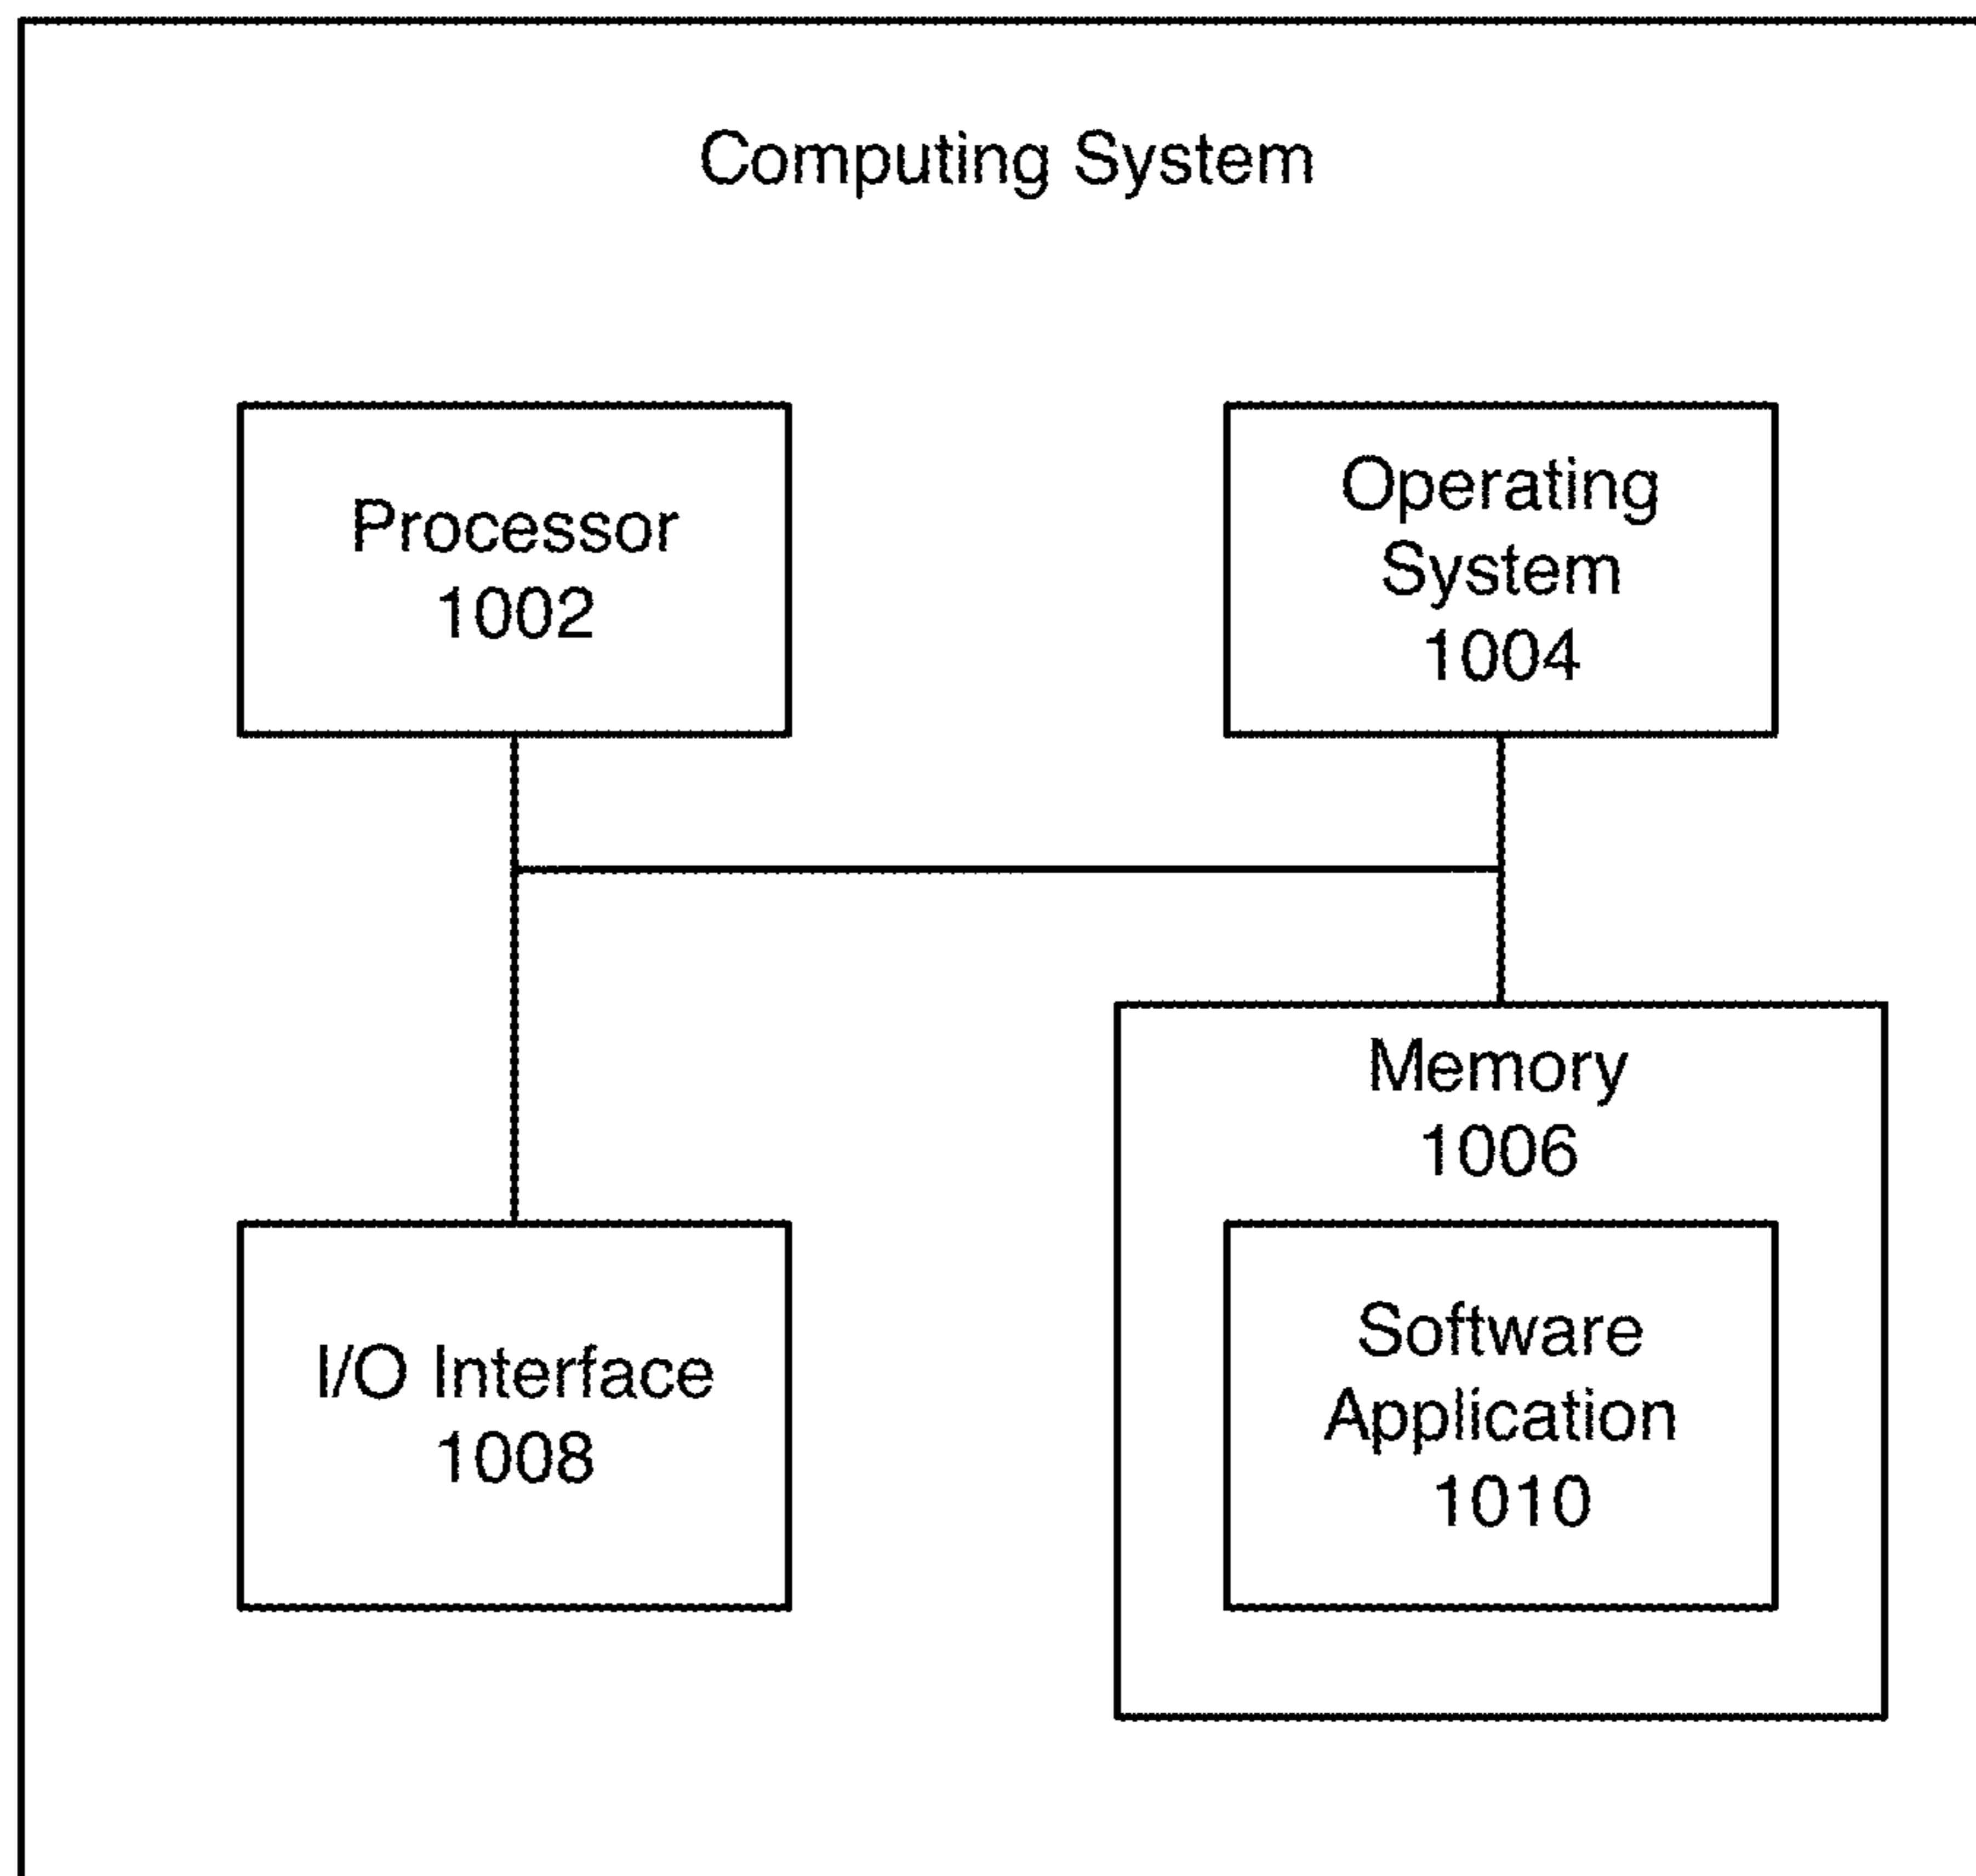 Computing System
Processor
1002
Operating
System
1004
Memory
1006
I/O Interface
1008
Software
Application
1010